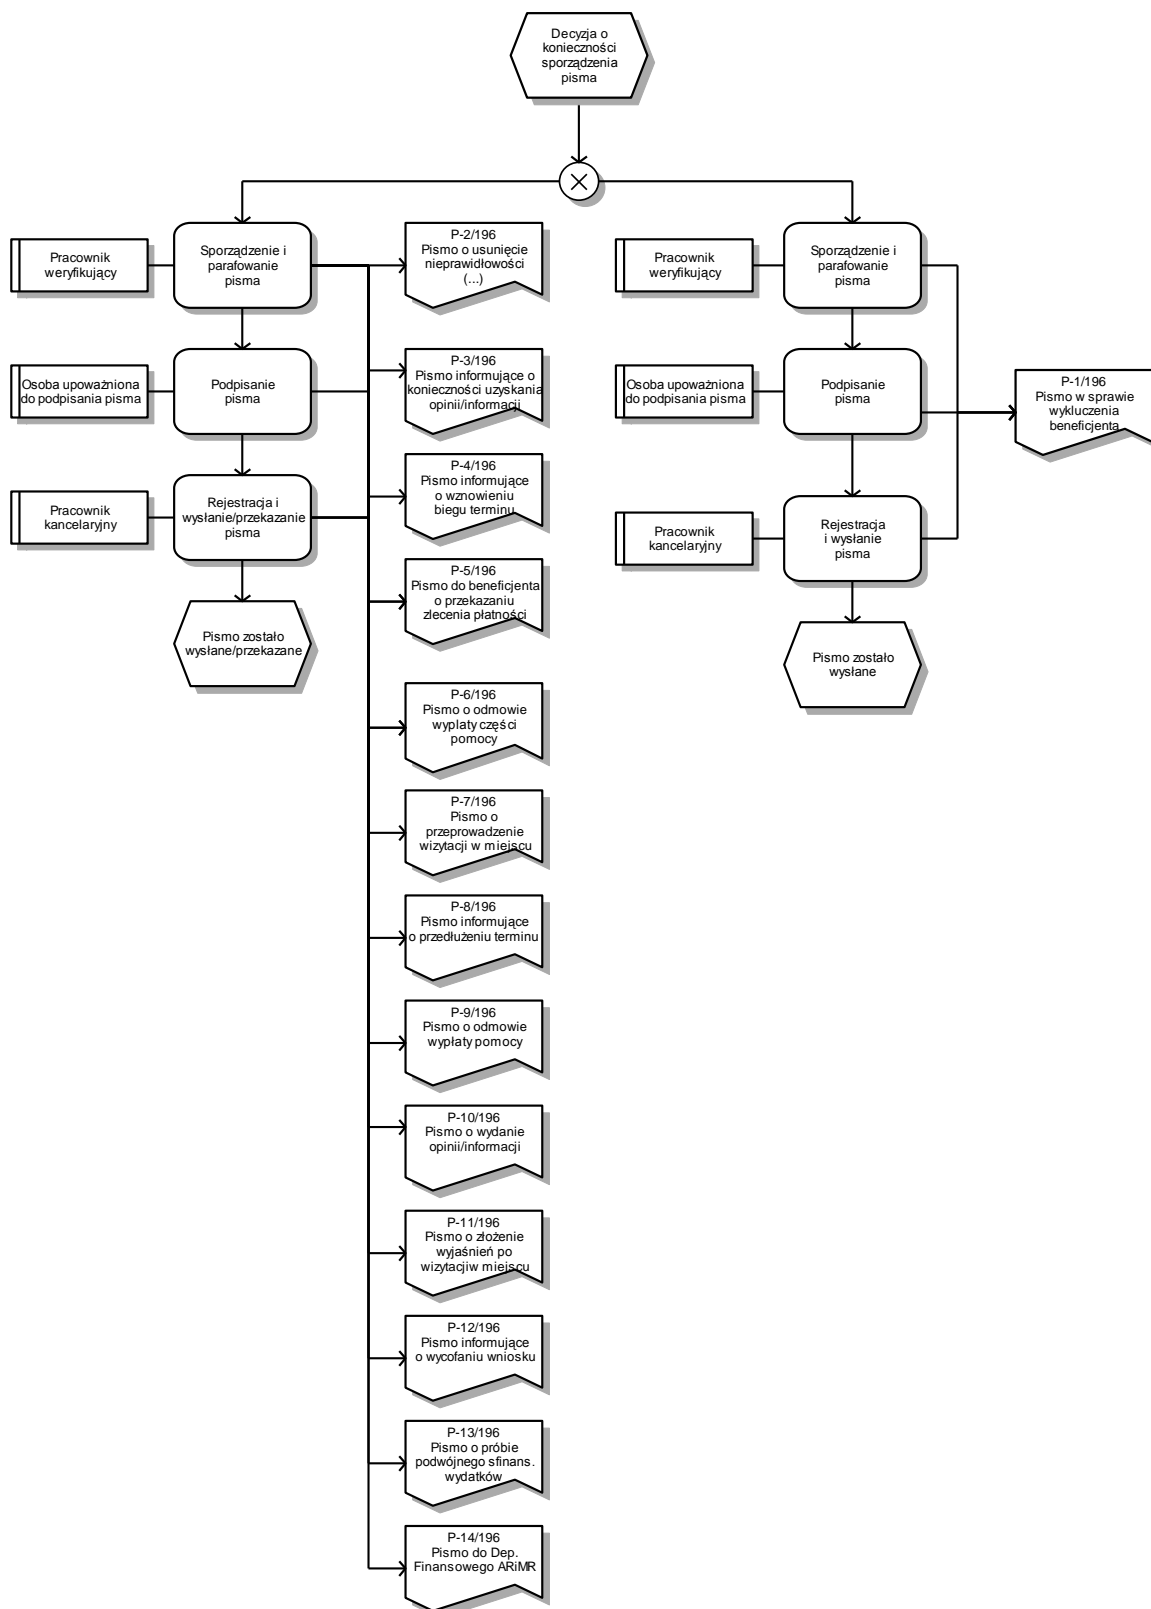 Decyzja o
konieczności
sporządzenia
pisma
Pracownik
weryfikujący
Sporządzenie i
parafowanie
pisma
P-2/196
Pismo o usunięcie
nieprawidłowości
(...)
Pracownik
weryfikujący
Sporządzenie i
parafowanie
pisma
Osoba upoważniona
do podpisania pisma
Podpisanie
pisma
P-3/196
Pismo informujące o
konieczności uzyskania
opinii/informacji
Osoba upoważniona
do podpisania pisma
Podpisanie
pisma
P-1/196
Pismo w sprawie
wykluczenia
beneficjenta
Pracownik
kancelaryjny
Rejestracja i
wysłanie/przekazanie
pisma
P-4/196
Pismo informujące
o wznowieniu
biegu terminu
Pracownik
kancelaryjny
Rejestracja
i wysłanie
pisma
P-5/196
Pismo do beneficjenta
o przekazaniu
zlecenia płatności
Pismo zostało
wysłane/przekazane
Pismo zostało
wysłane
P-6/196
Pismo o odmowie
wyplaty części
pomocy
P-7/196
Pismo o
przeprowadzenie
wizytacji w miejscu
P-8/196
Pismo informujące
o przedłużeniu terminu
P-9/196
Pismo o odmowie
wypłaty pomocy
P-10/196
Pismo o wydanie
opinii/informacji
P-11/196
Pismo o złożenie
wyjaśnień po
wizytacjiw miejscu
P-12/196
Pismo informujące
o wycofaniu wniosku
P-13/196
Pismo o próbie
podwójnego sfinans.
wydatków
P-14/196
Pismo do Dep.
Finansowego ARiMR